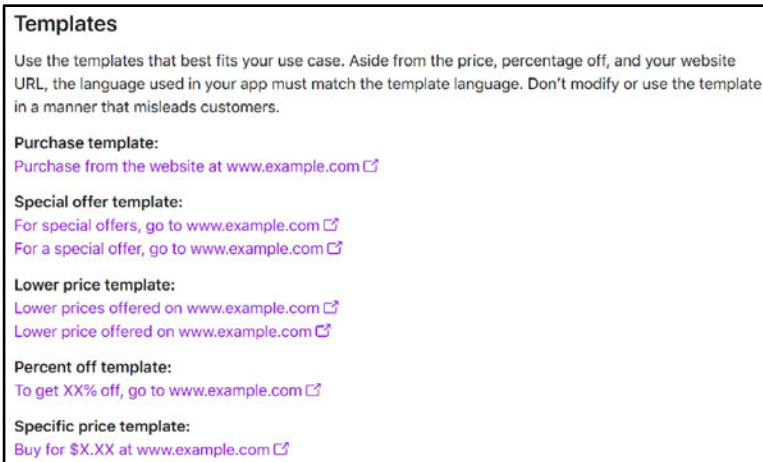 Templates
Use the templates that best fits your use case. Aside from the price, percentage off, and your website
URL, the language used in your app must match the template language. Don’t modify or use the template
in a manner that misleads customers.
Purchase template:
Purchase from the website at www.example.com
Special offer template:
For special offers, go to www.example.com
For a special offer, go to www.example.com
Lower price template:
Lower prices offered on www.example.com
Lower price offered on www.example.com
Percent off template:
To get XX% off, go to www.example.com
Specific price template:
Buy for $X.XX at www.example.com